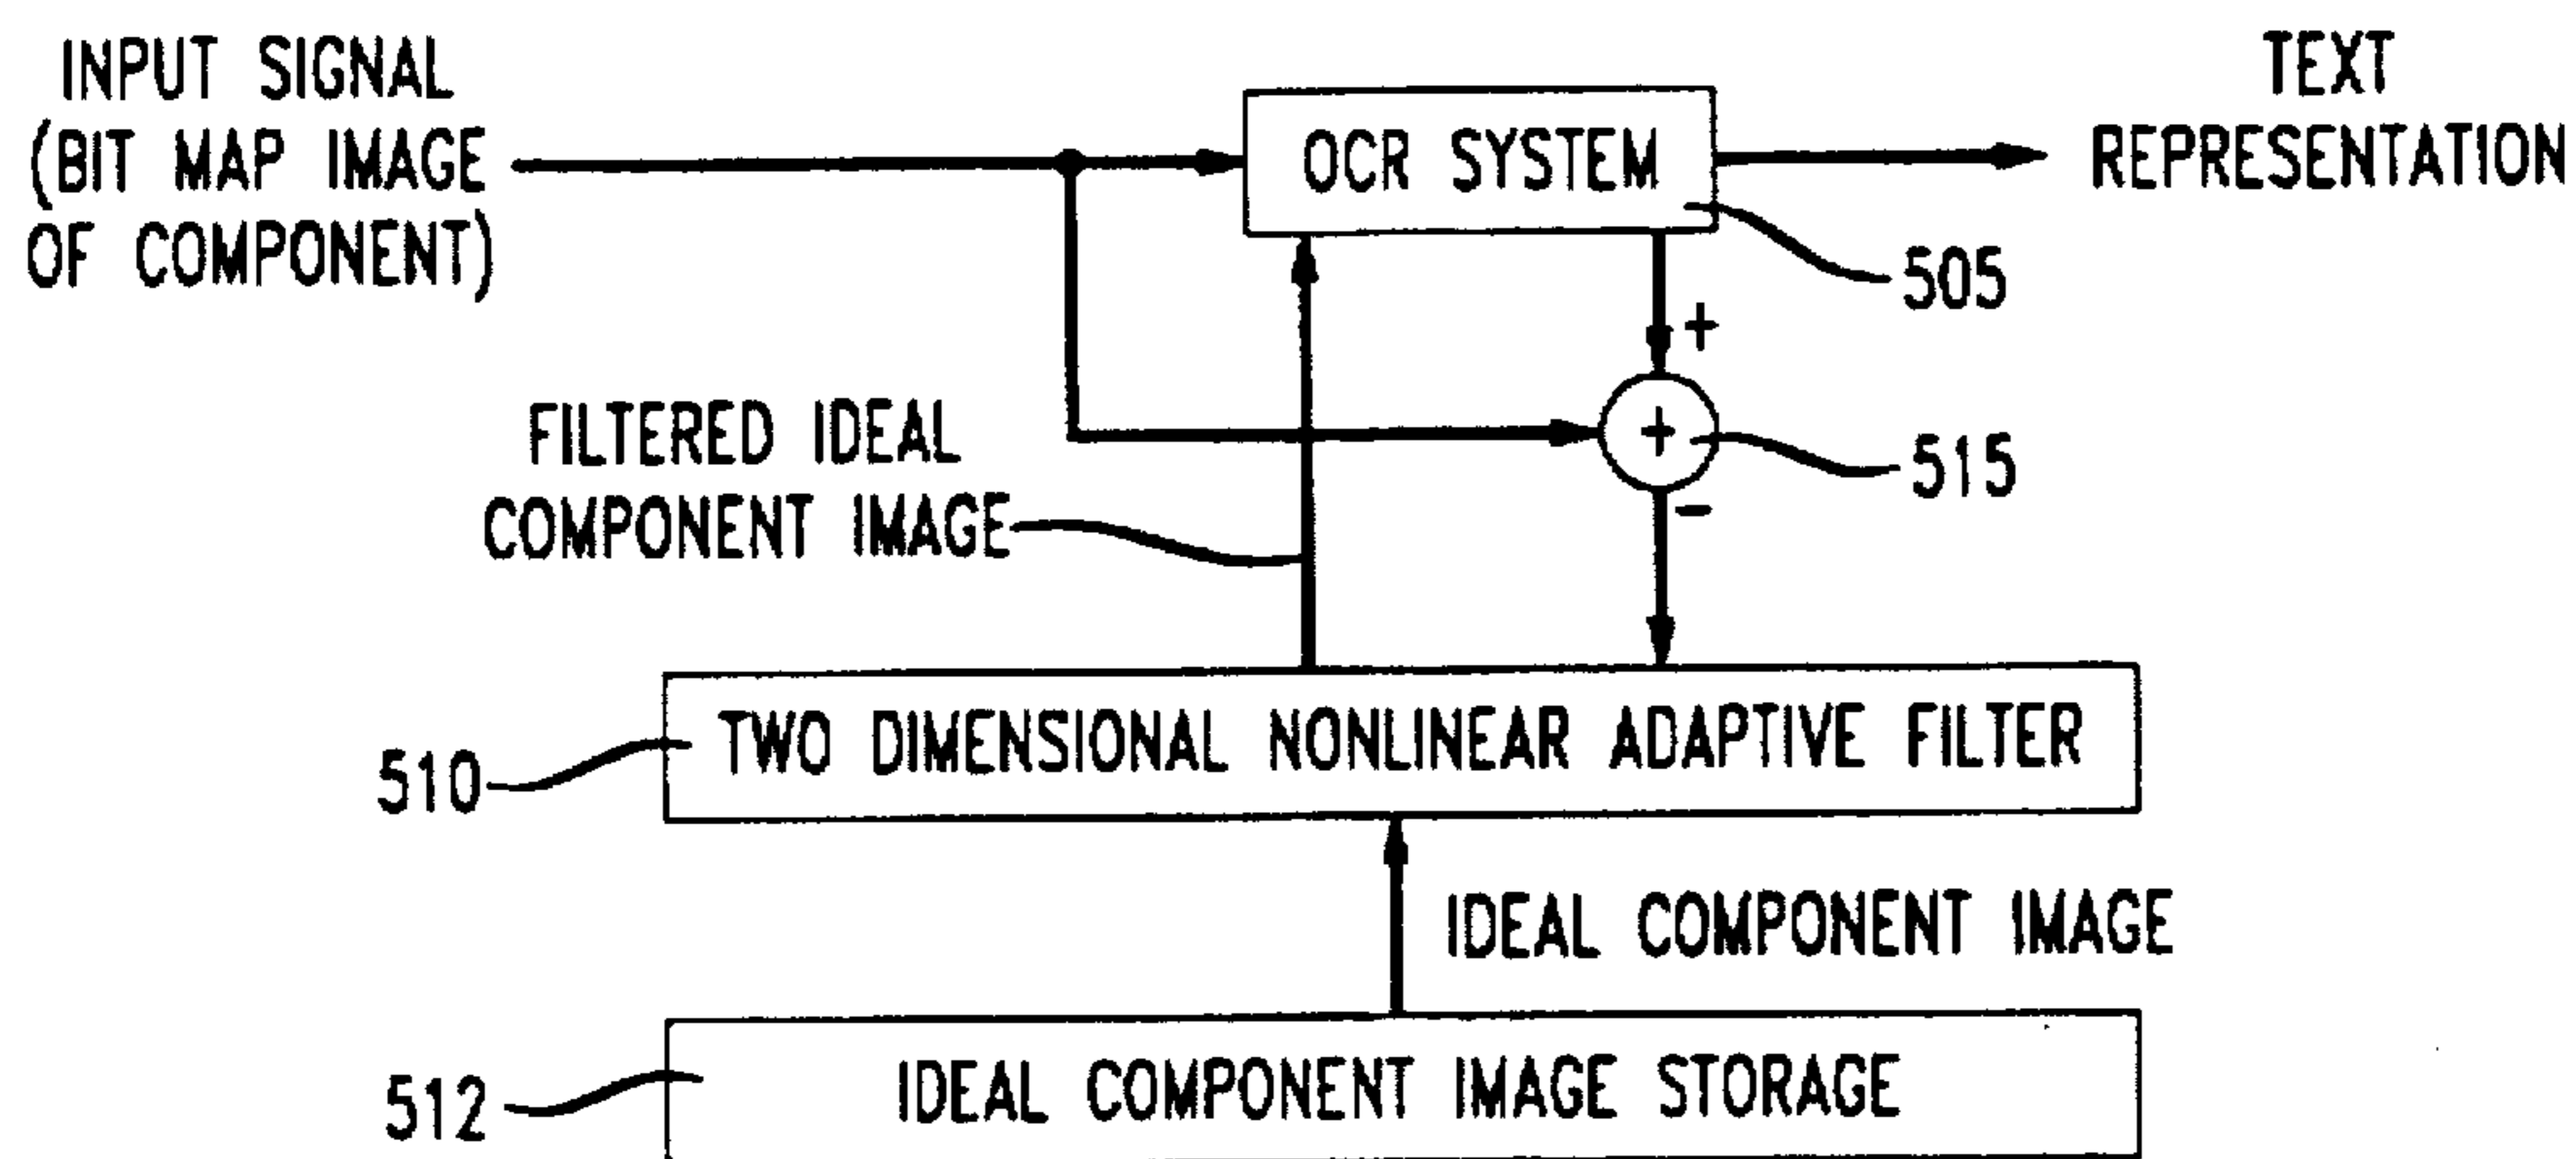 INPUT SIGNAL
(BIT MAP IMAGE
OF COMPONENT)
OCR SYSTEM
TEXT
REPRESENTATION
505
+
+
515
-
FILTERED IDEAL
COMPONENT IMAGE
TWO DIMENSIONAL NONLINEAR ADAPTIVE FILTER
510
IDEAL COMPONENT IMAGE
IDEAL COMPONENT IMAGE STORAGE
512